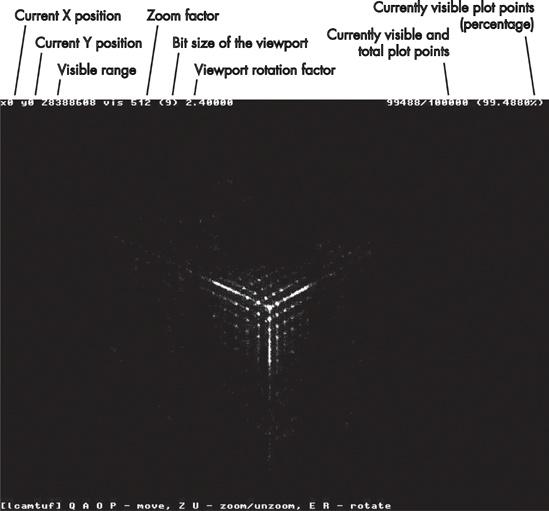 Currently visible plot points
(percentage)
Current X position
Zoom factor
Currently visible and
total plot points
Current Y position
Bit size of the viewport
Visible range
Viewport rotation factor
x0 y0 Z8388608 vis 512 (9) 2.40000
99488/100000 (99.4880%)
[lcamtuf] Q A O P - move, Z U - zoom/unzoom, E R - rotate